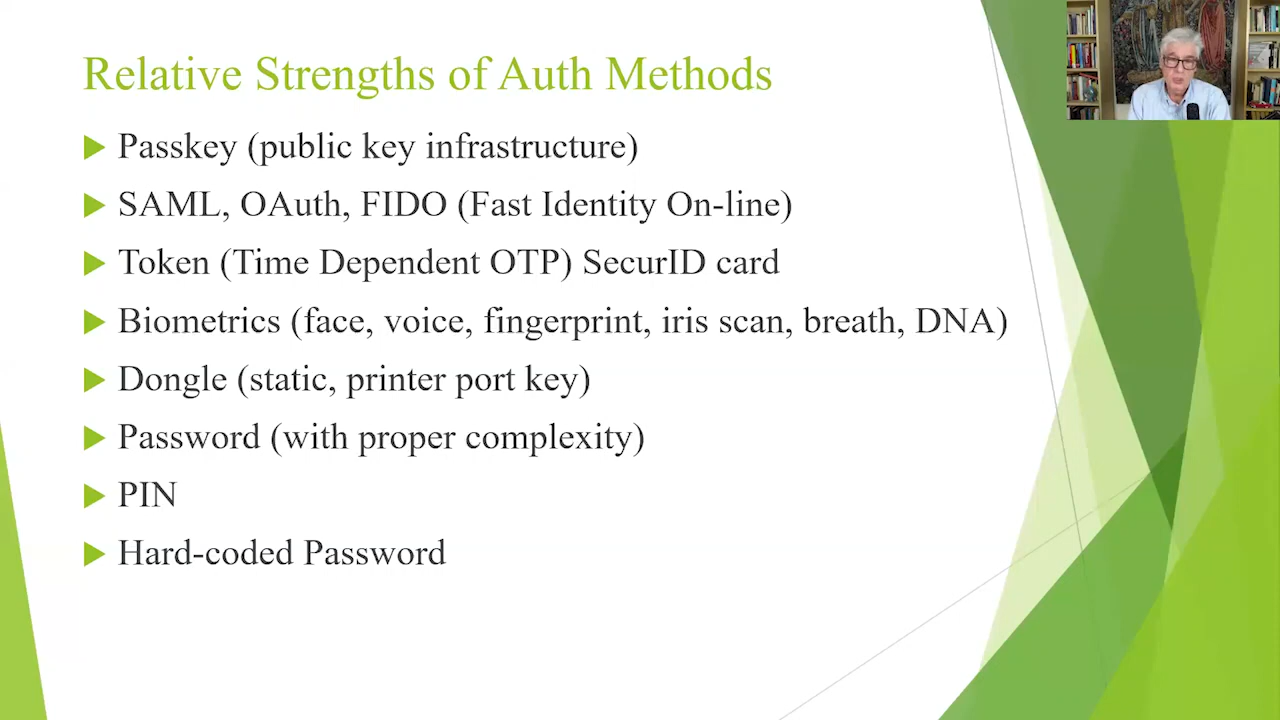 Relative Strengths of Auth Methods
Passkey (public key infrastructure)
SAML, OAuth, FIDO (Fast Identity On-line)
Token (Time Dependent OTP) SecurID card
Biometrics (face, voice, fingerprint, iris scan, breath, DNA)
Dongle (static, printer port key)
Password (with proper complexity)
PIN
Hard-coded Password